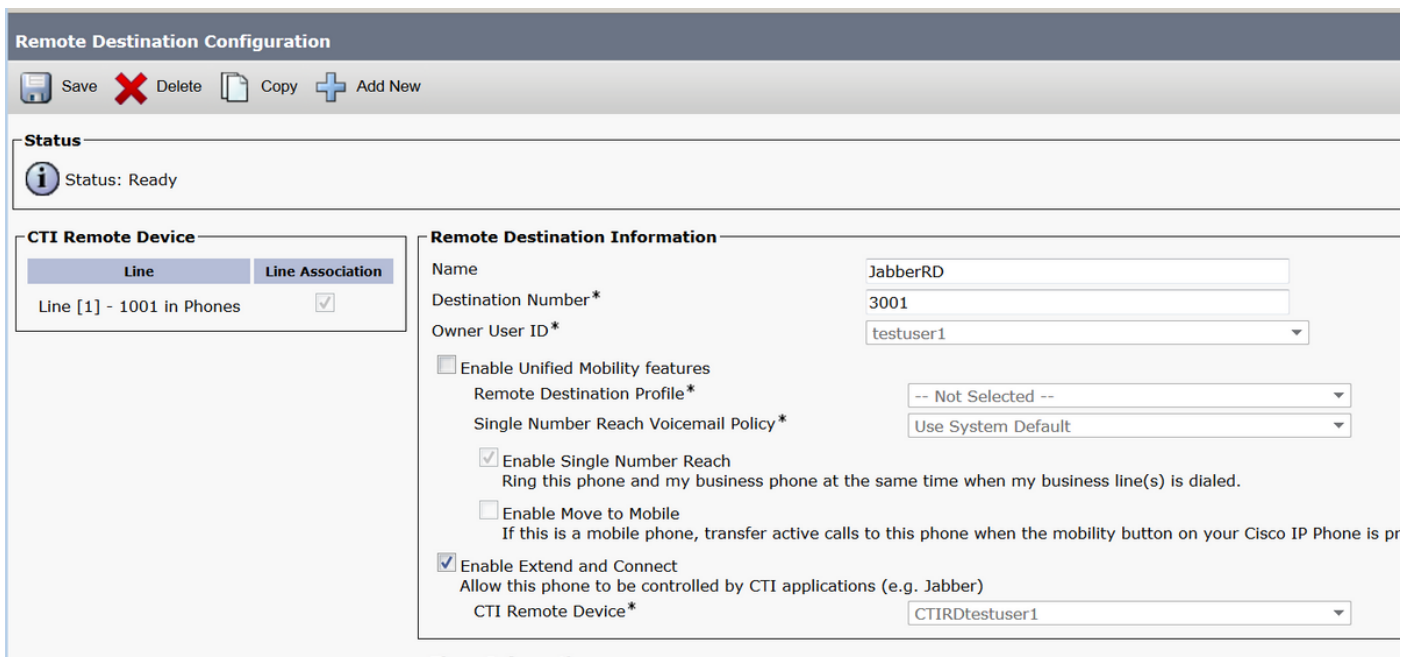 Remote Destination Configuration
Save Delete Copy Add New
Status
Status: Ready
CTI Remote Device
Line Line Association
Line [1] - 1001 in Phones
Remote Destination Information
Name JabberRD
Destination Number* 3001
Owner User ID* testuser1
Enable Unified Mobility features
Remote Destination Profile* -- Not Selected --
Single Number Reach Voicemail Policy* Use System Default
Enable Single Number Reach
Ring this phone and my business phone at the same time when my business line(s) is dialed.
Enable Move to Mobile
If this is a mobile phone, transfer active calls to this phone when the mobility button on your Cisco IP Phone is pr
Enable Extend and Connect
Allow this phone to be controlled by CTI applications (e.g. Jabber)
CTI Remote Device* CTIRDtestuser1